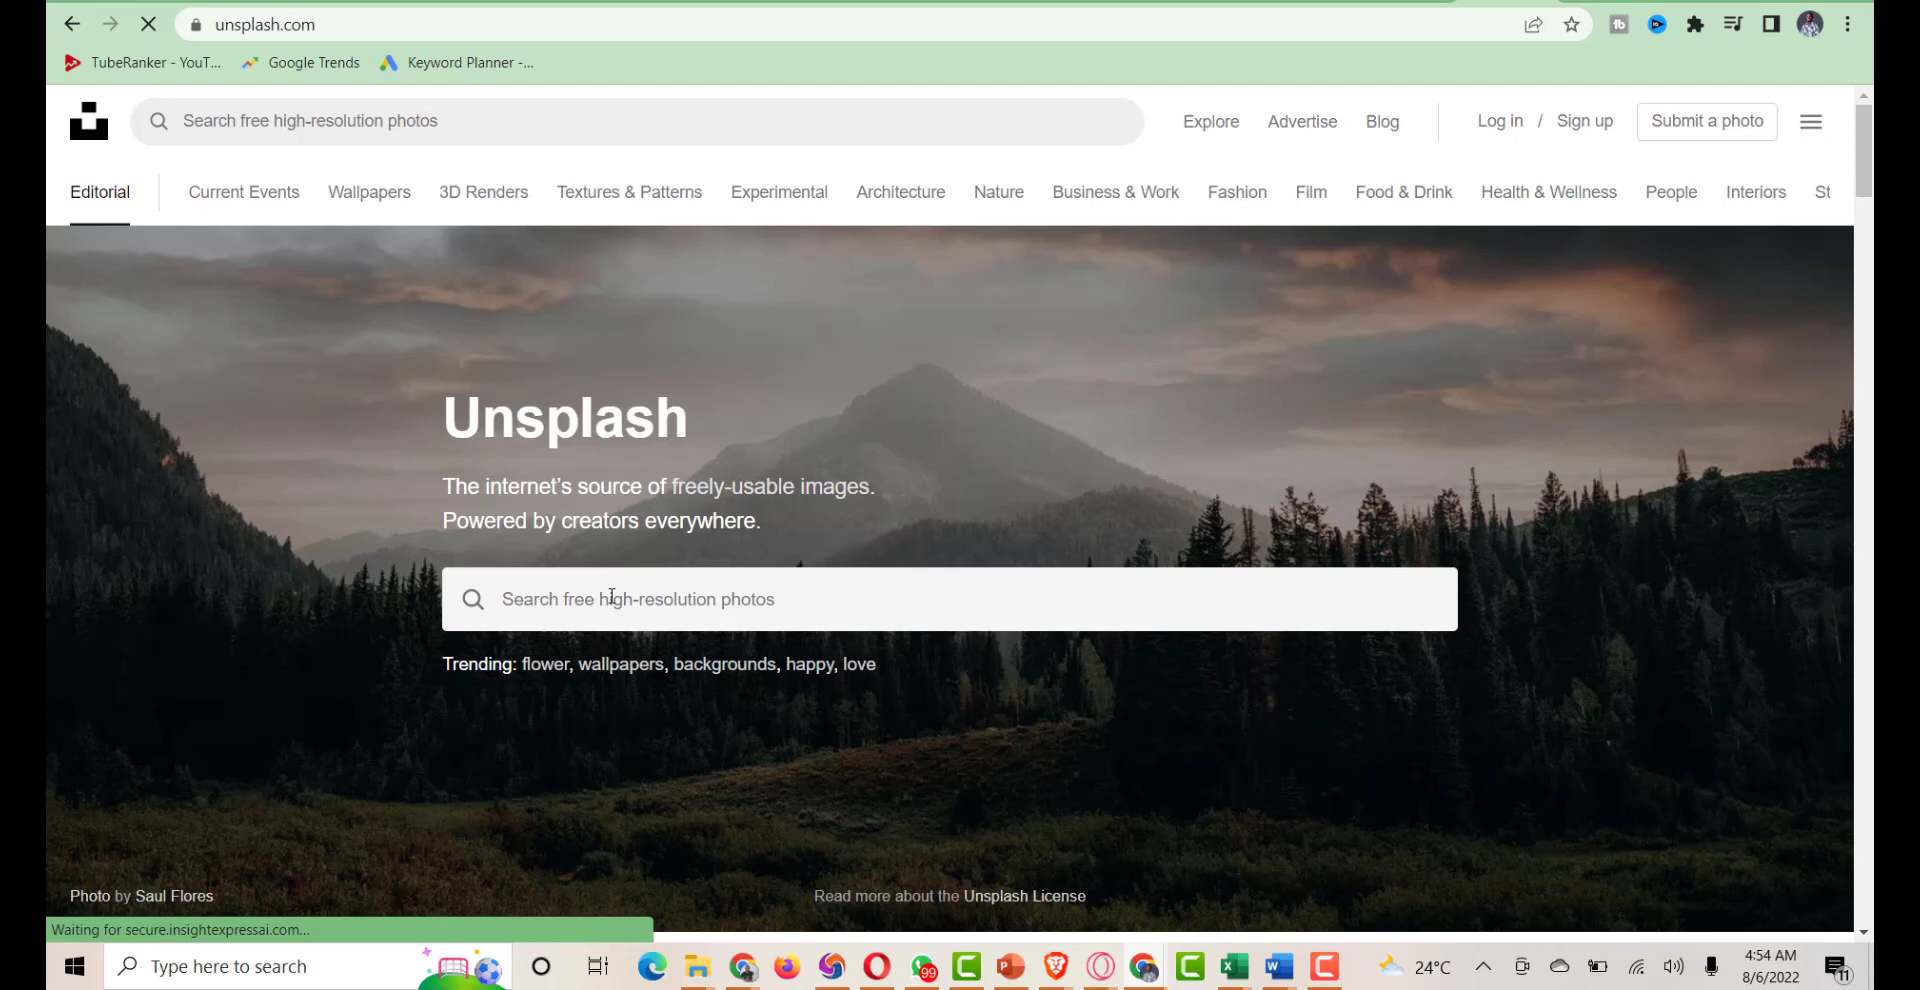 unsplash.com
TubeRanker - YouT...
Google Trends
Keyword Planner -...
Search free high-resolution photos
Explore
Advertise
Blog
Log in / Sign up
Submit a photo
Editorial
Current Events
Wallpapers
3D Renders
Textures & Patterns
Experimental
Architecture
Nature
Business & Work
Fashion
Film
Food & Drink
Health & Wellness
People
Interiors
St
Unsplash
The internet's source of freely-usable images.
Powered by creators everywhere.
Search free high-resolution photos
Trending: flower, wallpapers, backgrounds, happy, love
Photo by Saul Flores
Read more about the Unsplash License
Waiting for secure.insightexpressai.com...
Type here to search
99
24°C
4:54 AM
8/6/2022
11